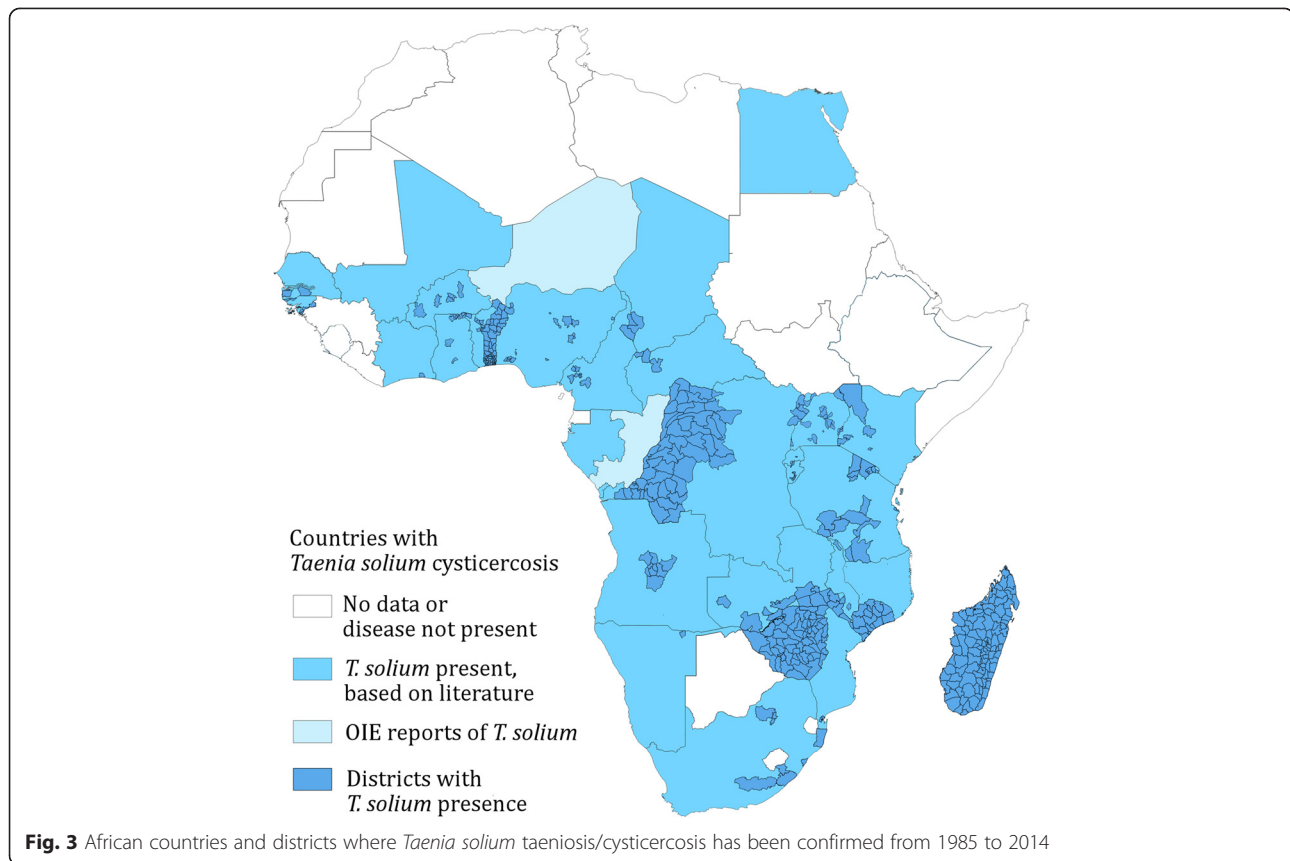 Countries with
Taenia solium cysticercosis
No data or
disease not present
T. solium present,
based on literature
OIE reports of T. solium
Districts with
T. solium presence
Fig. 3 African countries and districts where Taenia solium taeniosis/cysticercosis has been confirmed from 1985 to 2014